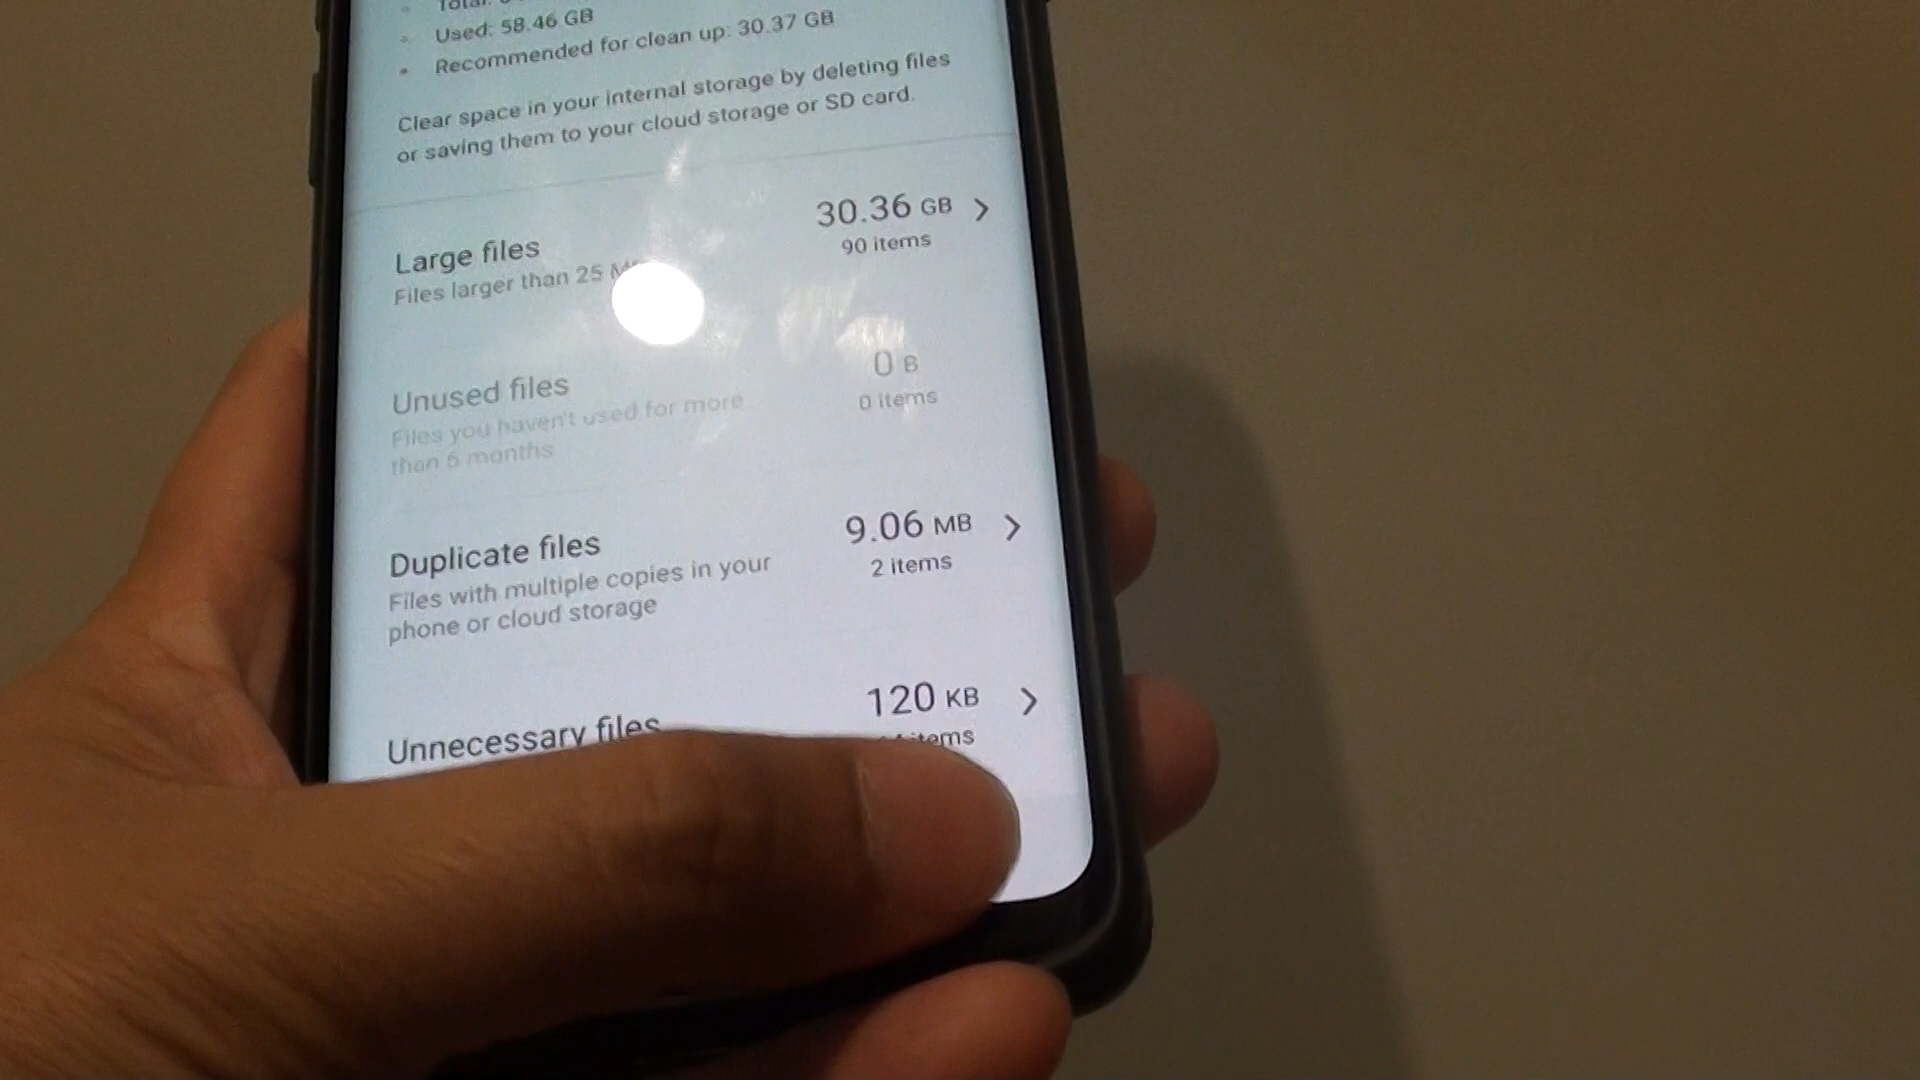 Total:
Used: 58.46 GB
Recommended for clean up: 30.37 GB
Clear space in your internal storage by deleting files
or saving them to your cloud storage or SD card.
Large files
Files larger than 25
30.36 GB
90 items
Unused files
Files you haven't used for more
than 6 months
0 B
0 items
Duplicate files
Files with multiple copies in your
phone or cloud storage
9.06 MB
2 items
Unnecessary files
120 KB
items